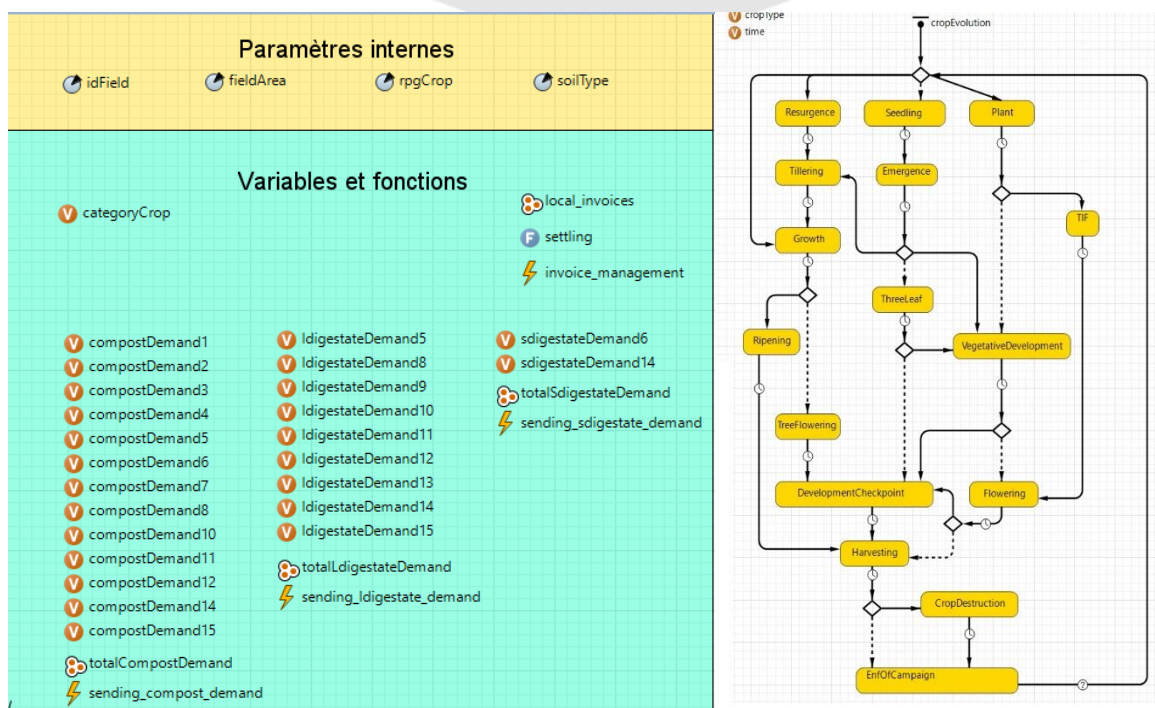 Paramètres internes
idField
fieldArea
rpgCrop
soilType
Variables et fonctions
categoryCrop
local_invoices
settling
invoice_management
compostDemand1
compostDemand2
compostDemand3
compostDemand4
compostDemand5
compostDemand6
compostDemand7
compostDemand8
compostDemand10
compostDemand11
compostDemand12
compostDemand14
compostDemand15
totalCompostDemand
sending_compost_demand
ldigestateDemand5
ldigestateDemand8
ldigestateDemand9
ldigestateDemand10
ldigestateDemand11
ldigestateDemand12
ldigestateDemand13
ldigestateDemand14
ldigestateDemand15
totalLdigestateDemand
sending_ldigestate_demand
sdigestateDemand6
sdigestateDemand14
totalSdigestateDemand
sending_sdigestate_demand
cropType
time
cropEvolution
Resurgence
Seedling
Plant
Tillering
Emergence
TIF
Growth
ThreeLeaf
Ripening
VegetativeDevelopment
TreeFlowering
DevelopmentCheckpoint
Flowering
Harvesting
CropDestruction
EnfOfCampaign